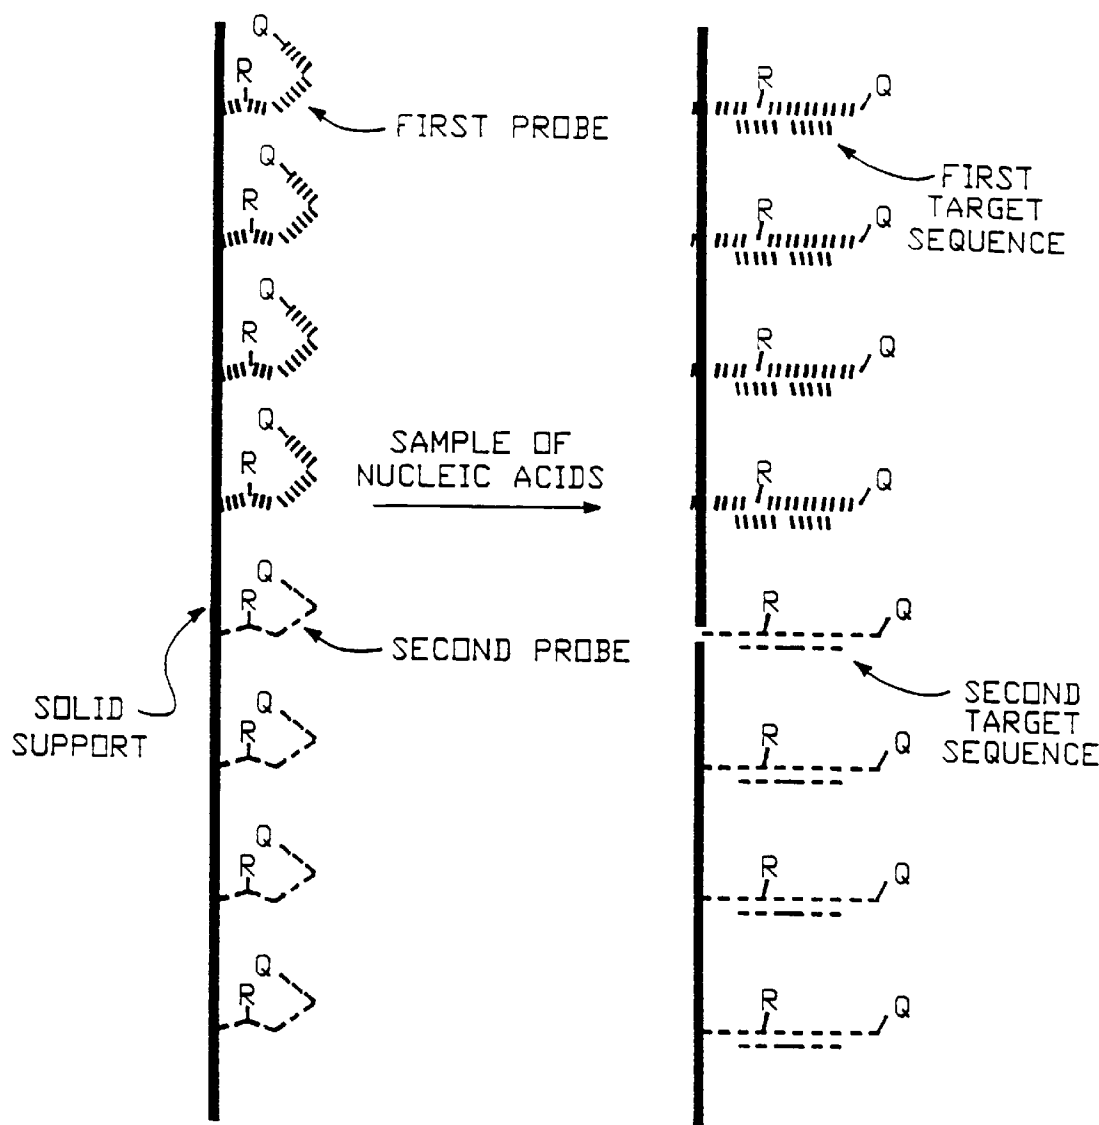 Q
R
FIRST PROBE
Q
R
Q
R
Q
R
SAMPLE OF
NUCLEIC ACIDS
Q
R
SECOND PROBE
SOLID
SUPPORT
Q
R
Q
R
Q
R
R
Q
FIRST
TARGET
SEQUENCE
R
Q
R
Q
R
Q
R
Q
SECOND
TARGET
SEQUENCE
R
Q
R
Q
R
Q